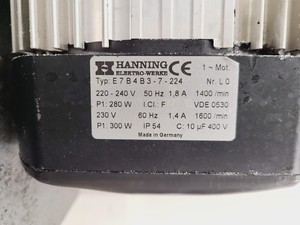 HANNING CE 1 ~ Mot.
ELEKTRO-WERKE
Typ: E 7 B 4 B 3 - 7 - 224 Nr. L 0
220 - 240 V 50 Hz 1,8 A 1400 /min
P1: 280 W I.Cl.: F VDE 0530
230 V 60 Hz 1,4 A 1600 /min
P1: 300 W IP 54 C: 10 µF 400 V
Made in Germany